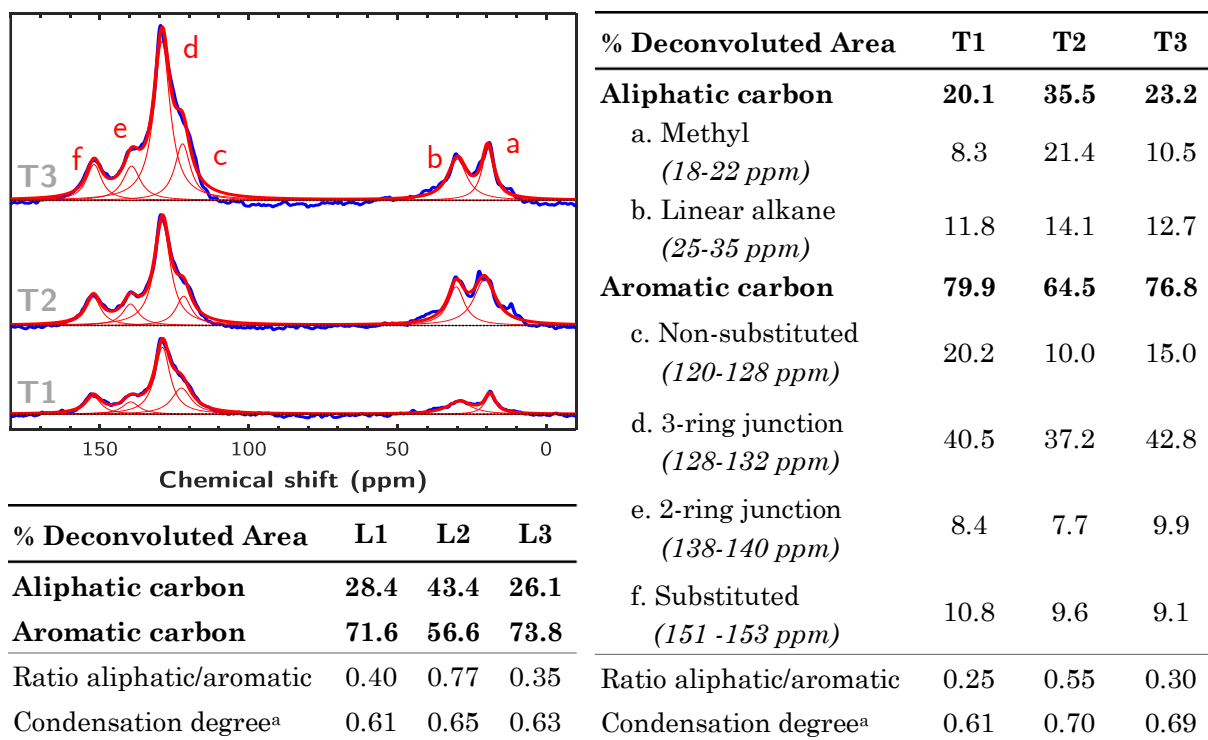 d
e
f
c
b
a
T3
T2
T1
150 100 50 0
Chemical shift (ppm)
% Deconvoluted Area L1 L2 L3
Aliphatic carbon 28.4 43.4 26.1
Aromatic carbon 71.6 56.6 73.8
Ratio aliphatic/aromatic 0.40 0.77 0.35
Condensation degreeᵃ 0.61 0.65 0.63
% Deconvoluted Area T1 T2 T3
Aliphatic carbon 20.1 35.5 23.2
a. Methyl
(18-22 ppm) 8.3 21.4 10.5
b. Linear alkane
(25-35 ppm) 11.8 14.1 12.7
Aromatic carbon 79.9 64.5 76.8
c. Non-substituted
(120-128 ppm) 20.2 10.0 15.0
d. 3-ring junction
(128-132 ppm) 40.5 37.2 42.8
e. 2-ring junction
(138-140 ppm) 8.4 7.7 9.9
f. Substituted
(151 -153 ppm) 10.8 9.6 9.1
Ratio aliphatic/aromatic 0.25 0.55 0.30
Condensation degreeᵃ 0.61 0.70 0.69